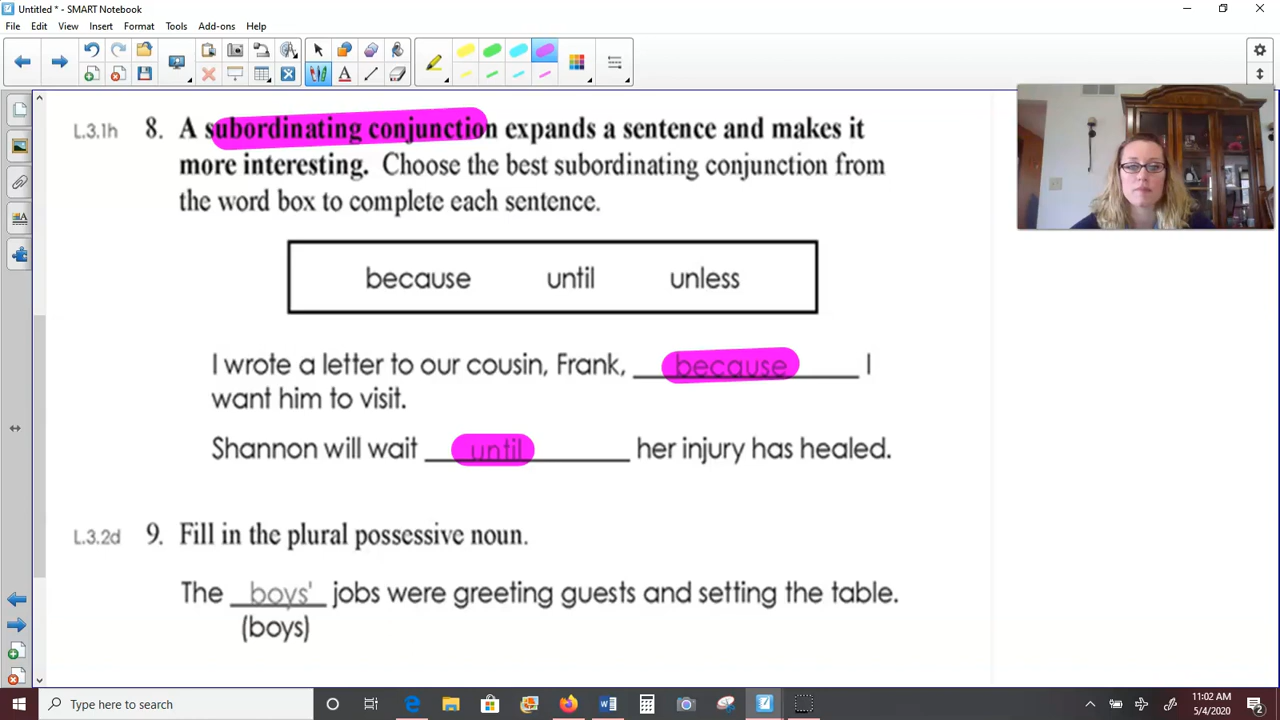 Untitled * - SMART Notebook
File Edit View Insert Format Tools Add-ons Help
L.3.1h 8. A subordinating conjunction expands a sentence and makes it
more interesting. Choose the best subordinating conjunction from
the word box to complete each sentence.
because until unless
I wrote a letter to our cousin, Frank, because I
want him to visit.
Shannon will wait until her injury has healed.
L.3.2d 9. Fill in the plural possessive noun.
The boys' jobs were greeting guests and setting the table.
(boys)
Type here to search
11:02 AM
5/4/2020
2